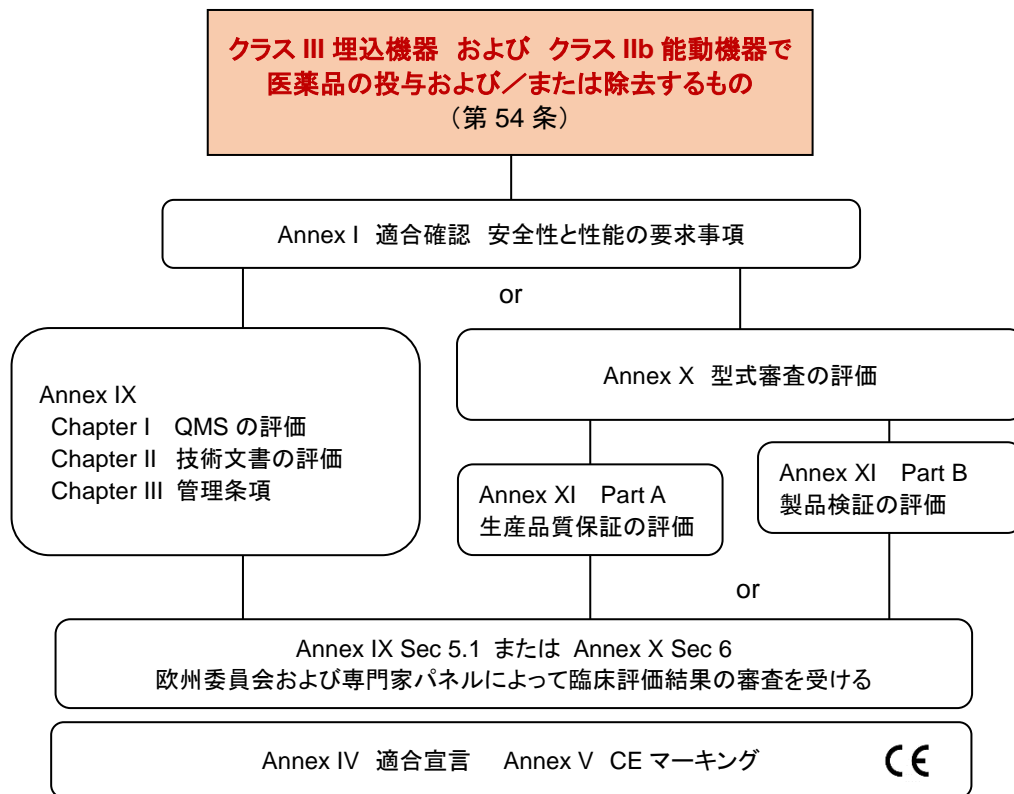 クラス III 埋込機器 および クラス IIb 能動機器で
医薬品の投与および／または除去するもの
（第 54 条）
Annex I 適合確認 安全性と性能の要求事項
or
Annex IX
Chapter I QMS の評価
Chapter II 技術文書の評価
Chapter III 管理条項
Annex X 型式審査の評価
Annex XI Part A
生産品質保証の評価
Annex XI Part B
製品検証の評価
or
Annex IX Sec 5.1 または Annex X Sec 6
欧州委員会および専門家パネルによって臨床評価結果の審査を受ける
Annex IV 適合宣言 Annex V CE マーキング CE